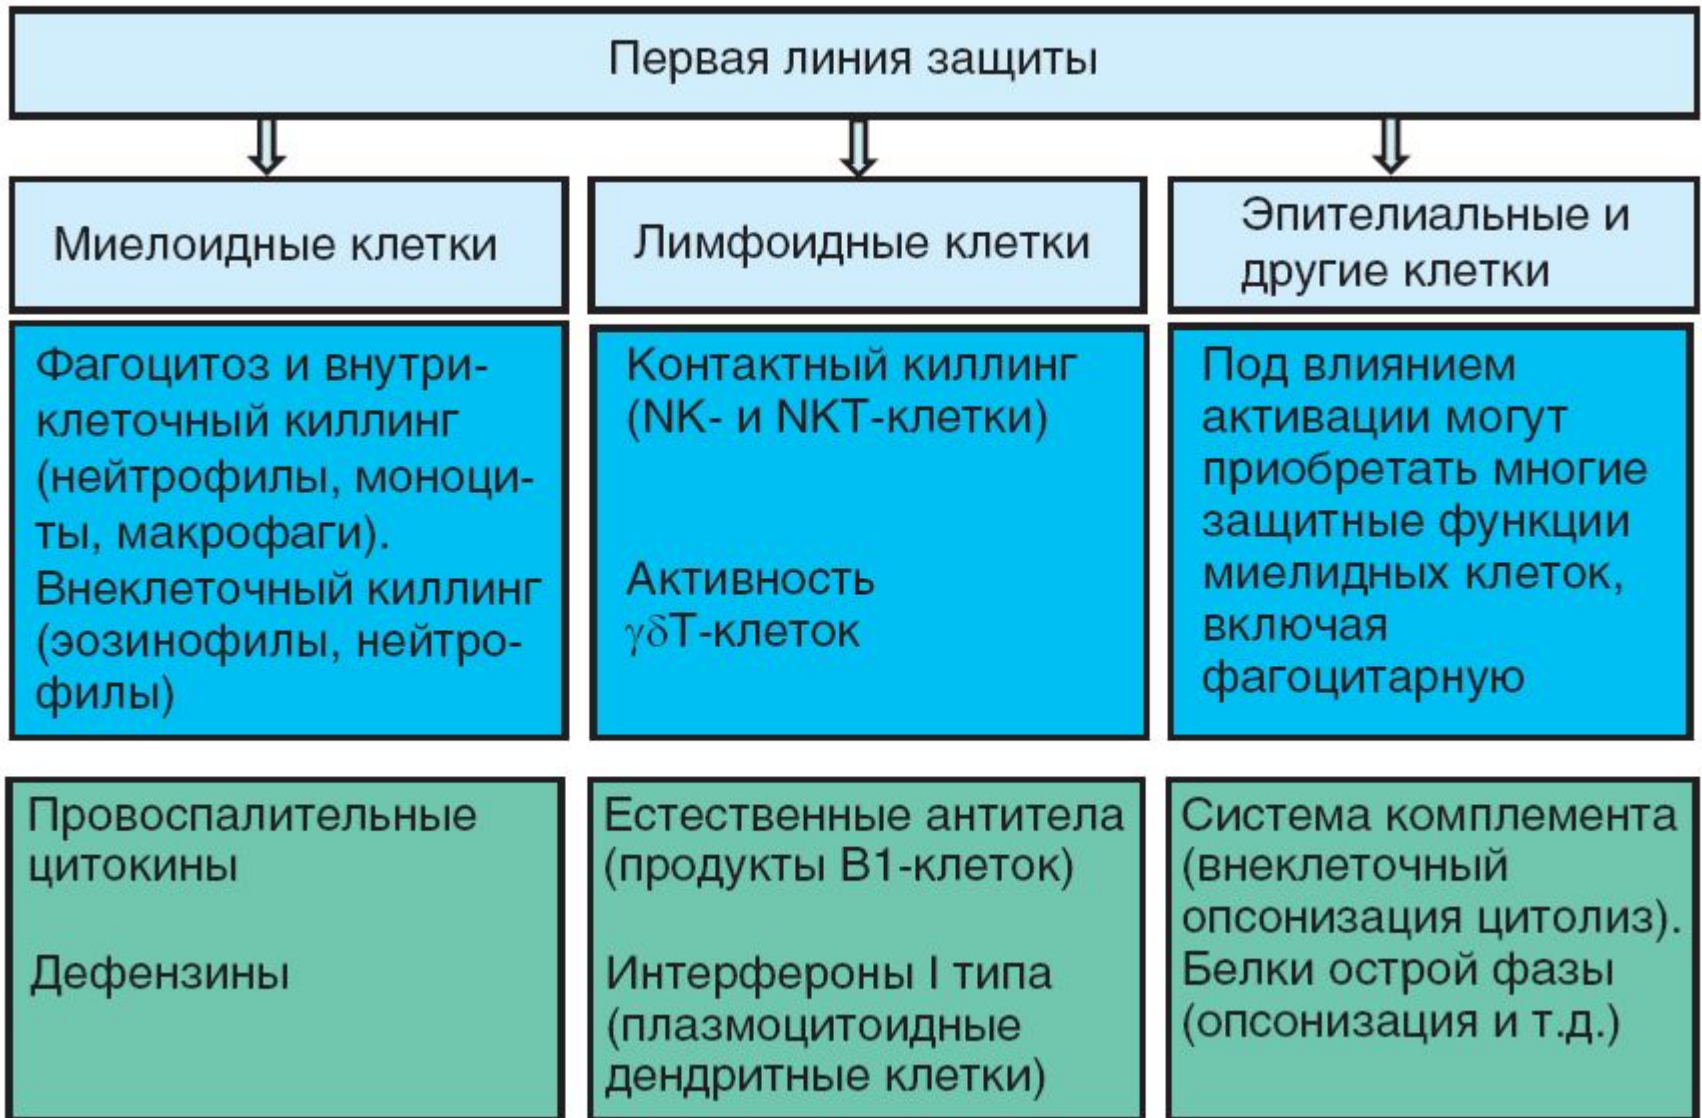 Первая линия защиты
Миелоидные клетки
Лимфоидные клетки
Эпителиальные и
другие клетки
Фагоцитоз и внутри-
клеточный киллинг
(нейтрофилы, моноци-
ты, макрофаги).
Внеклеточный киллинг
(эозинофилы, нейтро-
филы)
Контактный киллинг
(NK- и NKT-клетки)
Активность
γδT-клеток
Под влиянием
активации могут
приобретать многие
защитные функции
миелидных клеток,
включая
фагоцитарную
Провоспалительные
цитокины
Дефензины
Естественные антитела
(продукты B1-клеток)
Интерфероны I типа
(плазмоцитоидные
дендритные клетки)
Система комплемента
(внеклеточный
опсонизация цитолиз).
Белки острой фазы
(опсонизация и т.д.)